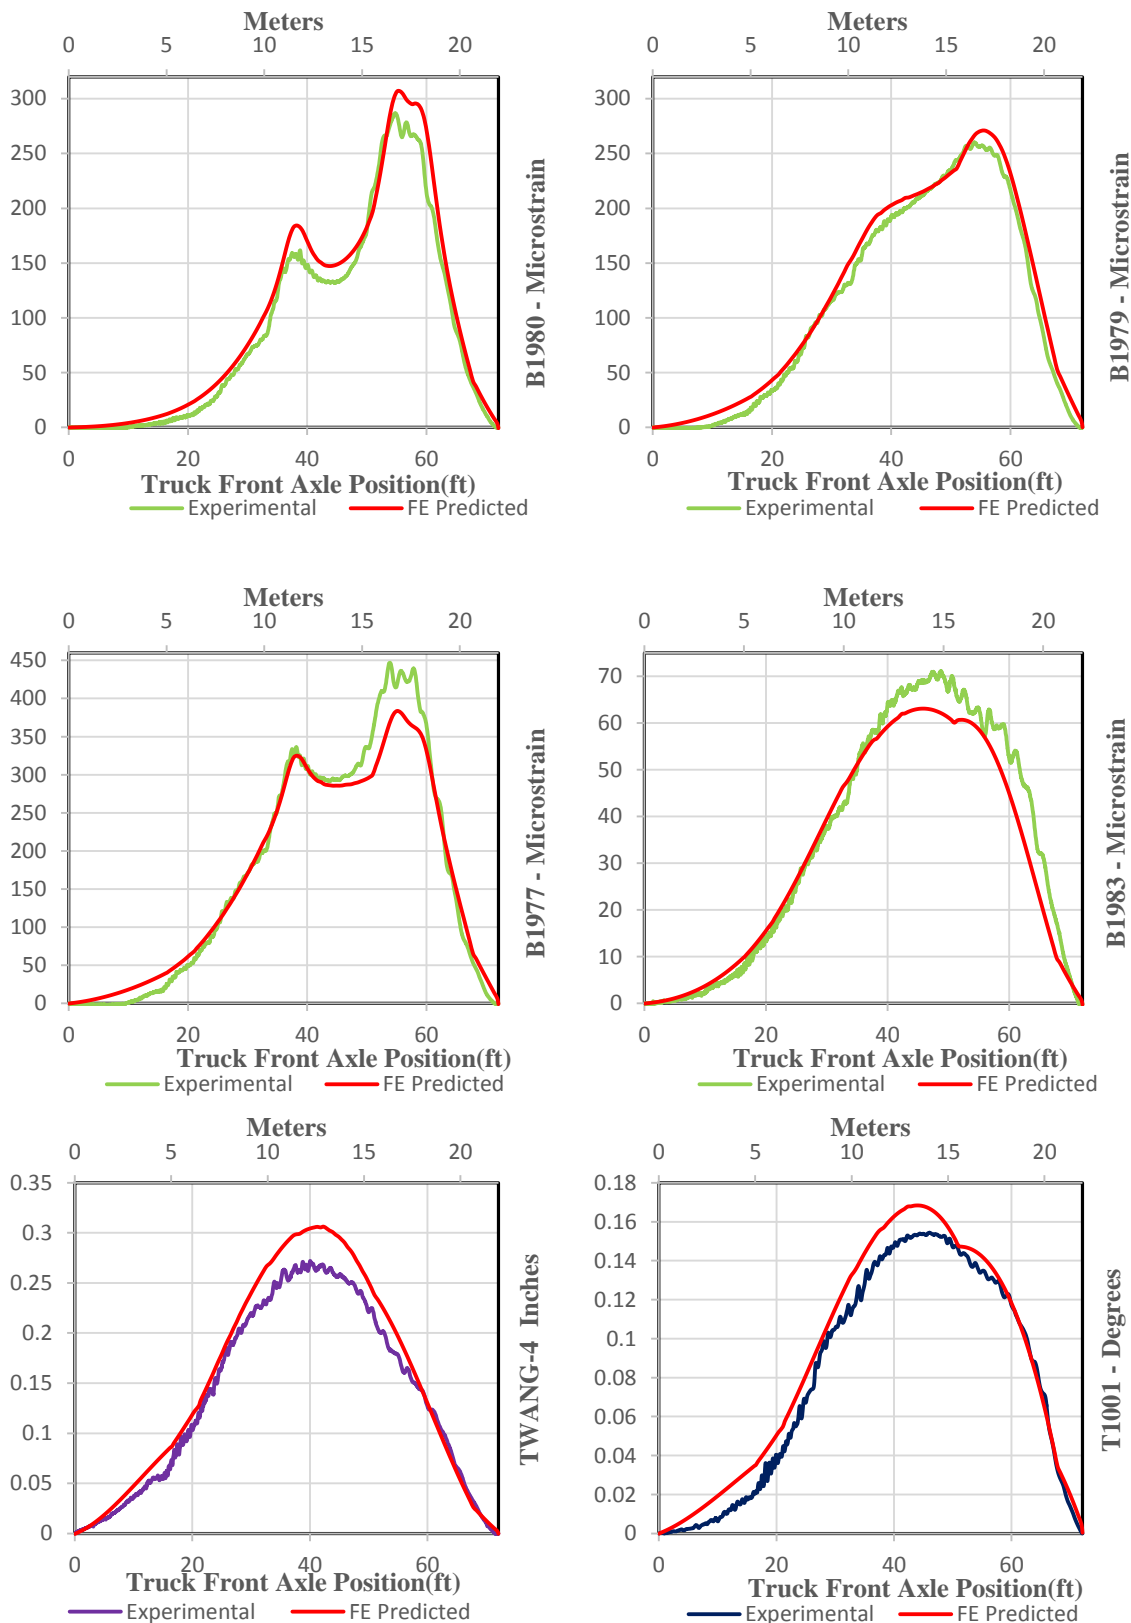 Meters
0 5 10 15 20
300
250
200
150
100
50
0
0 20 40 60
B1980 - Microstrain
Truck Front Axle Position(ft)
Experimental FE Predicted
Meters
0 5 10 15 20
300
250
200
150
100
50
0
0 20 40 60
B1979 - Microstrain
Truck Front Axle Position(ft)
Experimental FE Predicted
Meters
0 5 10 15 20
450
400
350
300
250
200
150
100
50
0
0 20 40 60
B1977 - Microstrain
Truck Front Axle Position(ft)
Experimental FE Predicted
Meters
0 5 10 15 20
70
60
50
40
30
20
10
0
0 20 40 60
B1983 - Microstrain
Truck Front Axle Position(ft)
Experimental FE Predicted
Meters
0 5 10 15 20
0.35
0.3
0.25
0.2
0.15
0.1
0.05
0
0 20 40 60
TWANG-4 Inches
Truck Front Axle Position(ft)
Experimental FE Predicted
Meters
0 5 10 15 20
0.18
0.16
0.14
0.12
0.1
0.08
0.06
0.04
0.02
0
0 20 40 60
T1001 - Degrees
Truck Front Axle Position(ft)
Experimental FE Predicted